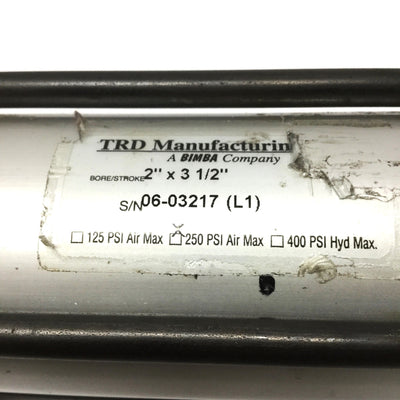 TRD Manufacturin
A BIMBA Company
BORE/STROKE 2" x 3 1/2"
S/N 06-03217 (L1)
☐ 125 PSI Air Max ☒ 250 PSI Air Max ☐ 400 PSI Hyd Max.